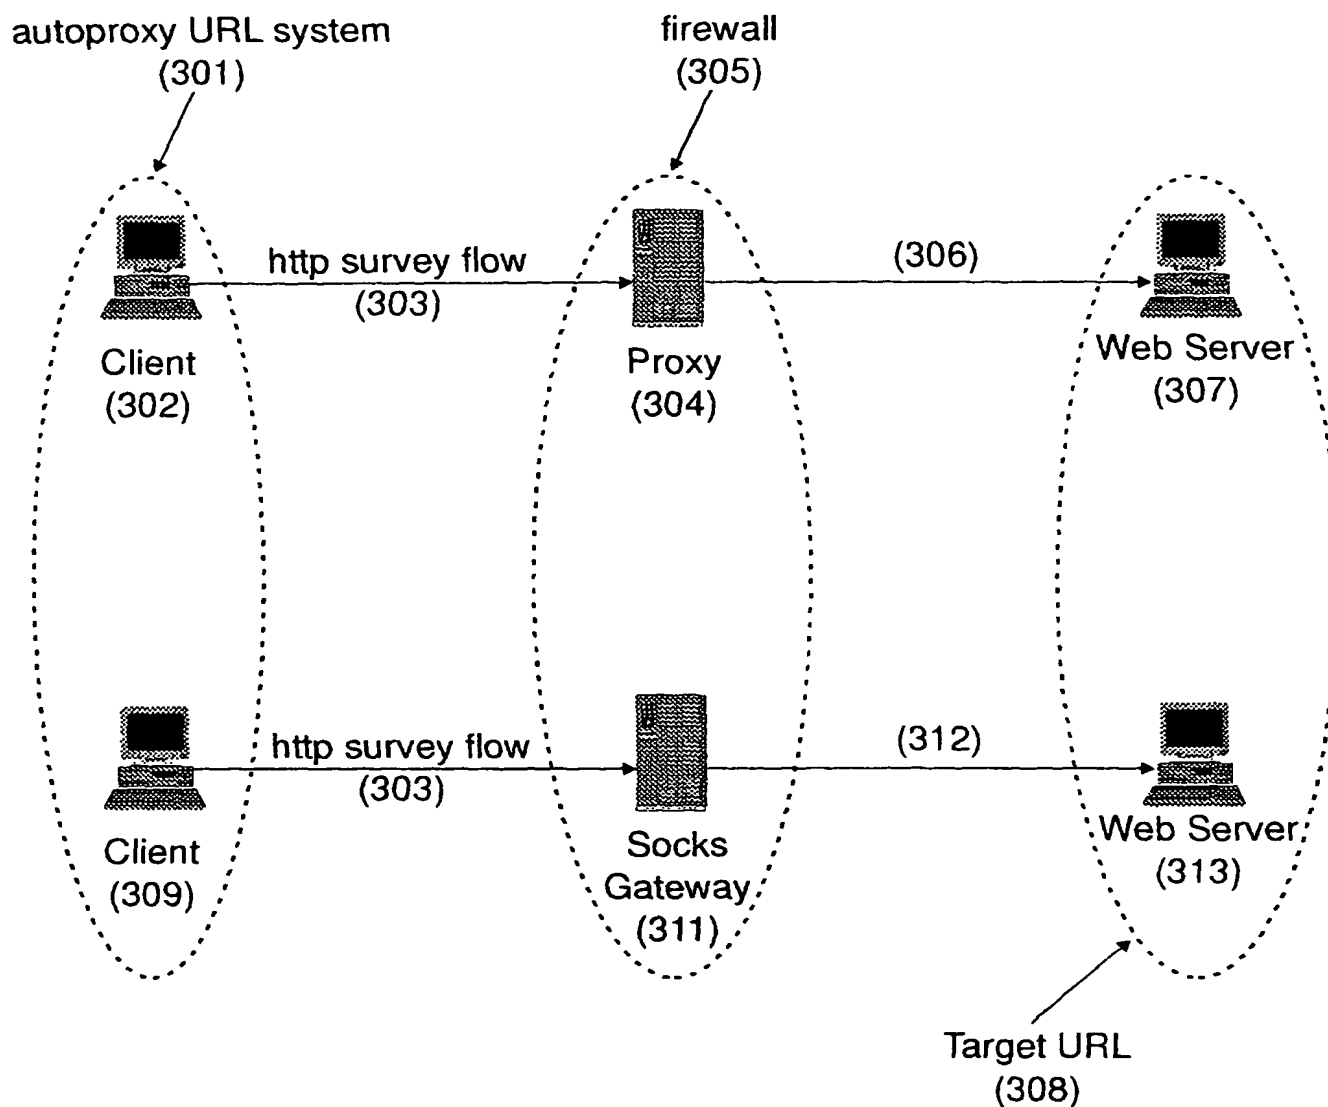 autoproxy URL system
(301)
firewall
(305)
http survey flow
(303)
(306)
Client
(302)
Proxy
(304)
Web Server
(307)
http survey flow
(303)
(312)
Client
(309)
Socks
Gateway
(311)
Web Server
(313)
Target URL
(308)